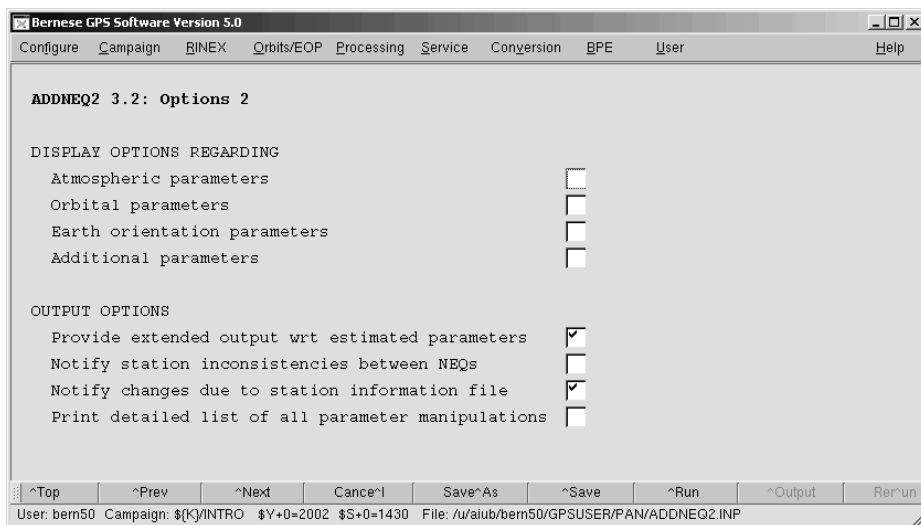 Bernese GPS Software Version 5.0
Configure Campaign RINEX Orbits/EOP Processing Service Conversion BPE User Help
ADDNEQ2 3.2: Options 2
DISPLAY OPTIONS REGARDING
Atmospheric parameters
Orbital parameters
Earth orientation parameters
Additional parameters
OUTPUT OPTIONS
Provide extended output wrt estimated parameters
Notify station inconsistencies between NEQs
Notify changes due to station information file
Print detailed list of all parameter manipulations
^Top ^Prev ^Next Cance^l Save^As ^Save ^Run ^Output Rer^un
User: bern50 Campaign: ${K}/INTRO $Y+0=2002 $S+0=1430 File: /u/aiub/bern50/GPSUSER/PAN/ADDNEQ2.INP